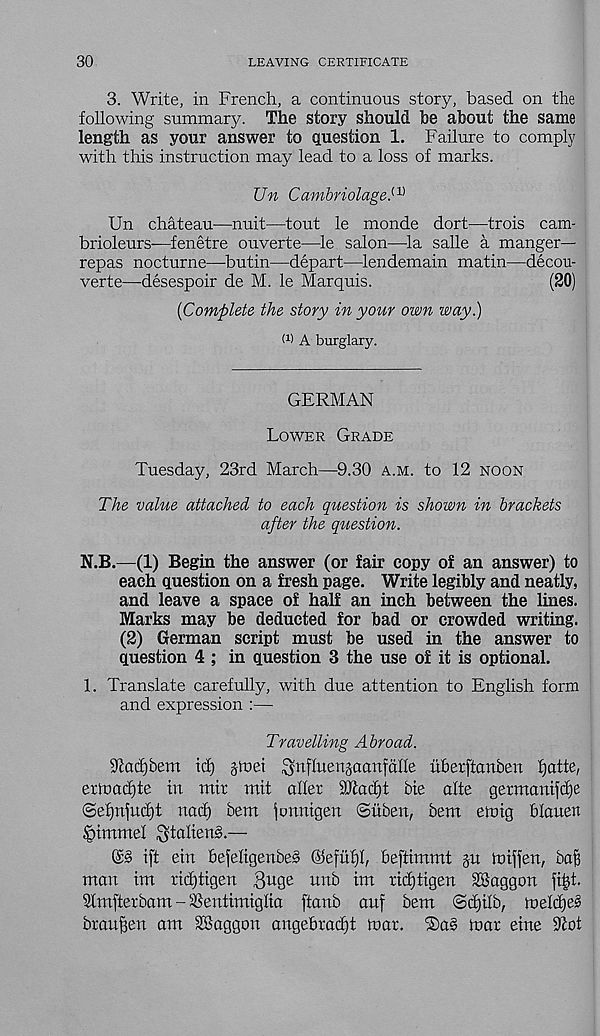 30
LEAVING CERTIFICATE
3. Write, in French, a continuous story, based on the
following summary. The story should be about the same
length as your answer to question 1. Failure to comply
with this instruction may lead to a loss of marks.
Un Cambriolage.(1)
Un château—nuit—tout le monde dort—trois cam-
brioleurs—fenêtre ouverte—le salon—la salle à manger—
repas nocturne—butin—départ—lendemain matin—décou-
verte—désespoir de M. le Marquis. (20)
(Complete the story in your own way.)
(1) A burglary.
GERMAN
LOWER GRADE
Tuesday, 23rd March—9.30 A.M. to 12 NOON
The value attached to each question is shown in brackets
after the question.
N.B.—(1) Begin the answer (or fair copy of an answer) to
each question on a fresh page. Write legibly and neatly,
and leave a space of half an inch between the lines.
Marks may be deducted for bad or crowded writing.
(2) German script must be used in the answer to
question 4 ; in question 3 the use of it is optional.
1. Translate carefully, with due attention to English form
and expression :—
Travelling Abroad.
Nachdem ich zwei Influenzaanfälle überstanden hatte,
erwachte in mir mit aller Macht die alte germanische
Sehnsucht nach dem sonnigen Süden, dem ewig blauen
Himmel Italiens.—
Es ist ein beseligendes Gefühl, bestimmt zu wissen, daß
man im richtigen Zuge und im richtigen Waggon sitzt.
Amsterdam-Ventimiglia stand auf dem Schild, welches
draußen am Waggon angebracht war. Das war eine Not